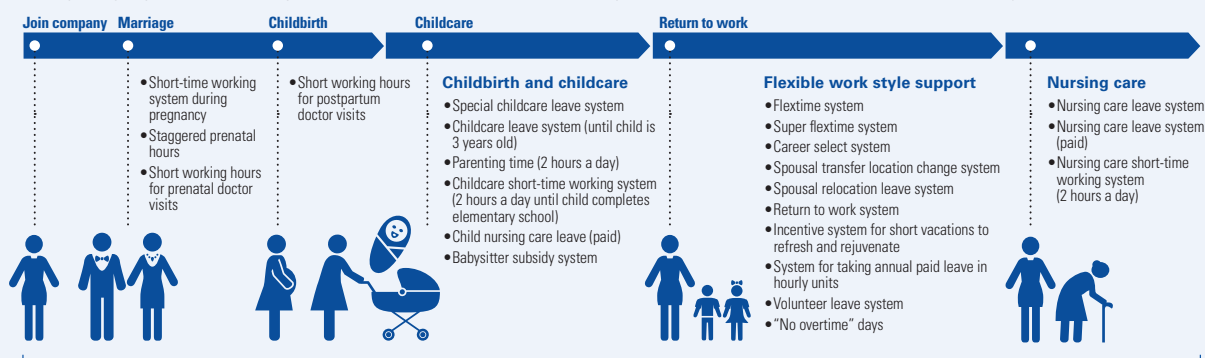 Join company
Marriage
Childbirth
Childcare
Return to work
•Short-time working
system during
pregnancy
•Staggered prenatal
hours
•Short working hours
for prenatal doctor
visits
•Short working hours
for postpartum
doctor visits
Childbirth and childcare
•Special childcare leave system
•Childcare leave system (until child is
3 years old)
•Parenting time (2 hours a day)
•Childcare short-time working system
(2 hours a day until child completes
elementary school)
•Child nursing care leave (paid)
•Babysitter subsidy system
Flexible work style support
•Flextime system
•Super flextime system
•Career select system
•Spousal transfer location change system
•Spousal relocation leave system
•Return to work system
•Incentive system for short vacations to
refresh and rejuvenate
•System for taking annual paid leave in
hourly units
•Volunteer leave system
•"No overtime" days
Nursing care
•Nursing care leave system
•Nursing care leave system
(paid)
•Nursing care short-time
working system
(2 hours a day)